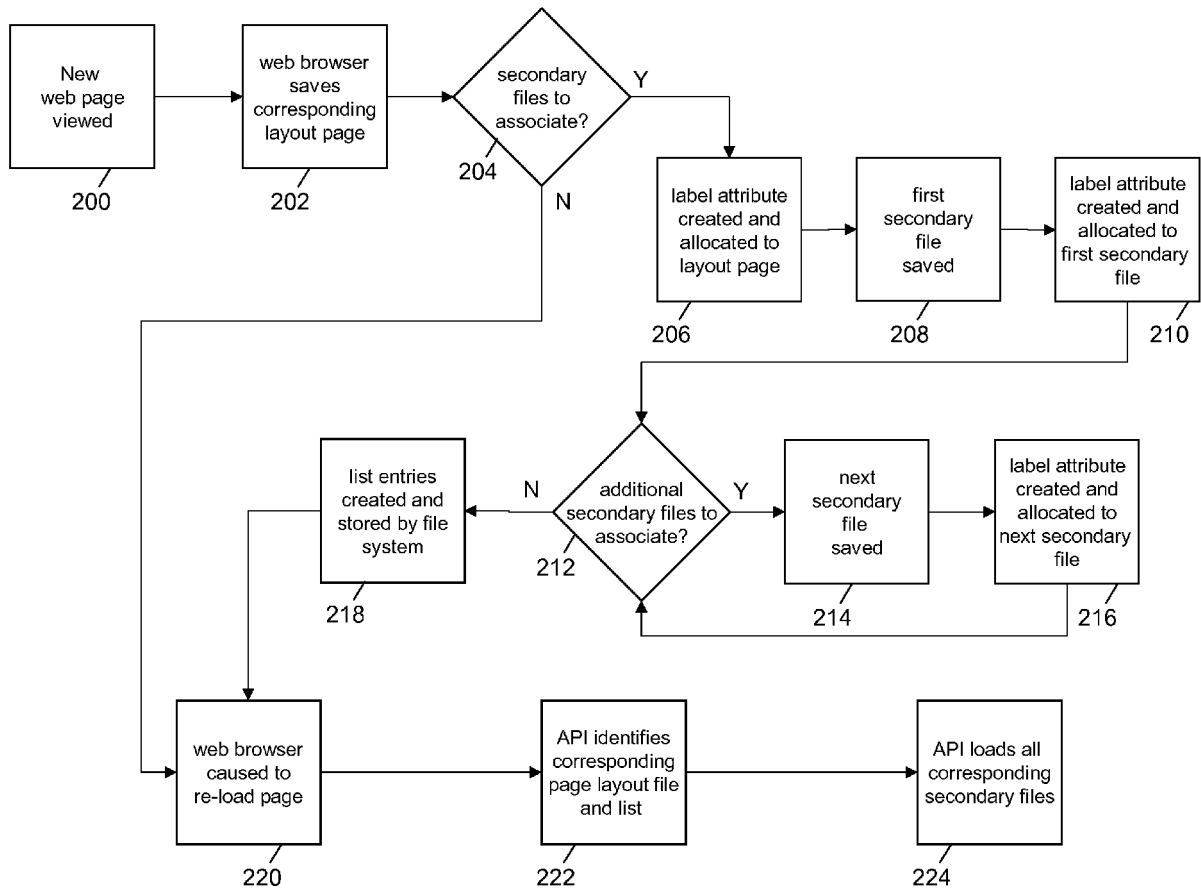 New
web page
viewed
200
web browser
saves
corresponding
layout page
202
secondary
files to
associate?
204
Y
N
label attribute
created and
allocated to
layout page
206
first
secondary
file
saved
208
label attribute
created and
allocated to
first secondary
file
210
additional
secondary files to
associate?
212
N
Y
next
secondary
file
saved
214
label attribute
created and
allocated to
next secondary
file
216
list entries
created and
stored by file
system
218
web browser
caused to
re-load page
220
API identifies
corresponding
page layout file
and list
222
API loads all
corresponding
secondary files
224